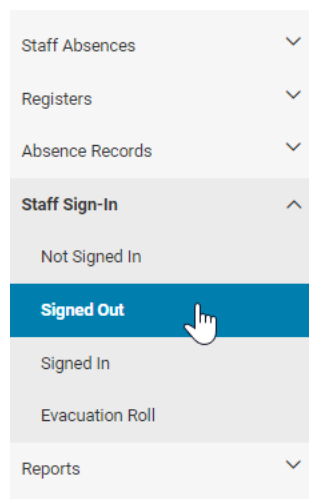 Staff Absences
Registers
Absence Records
Staff Sign-In
Not Signed In
Signed Out
Signed In
Evacuation Roll
Reports